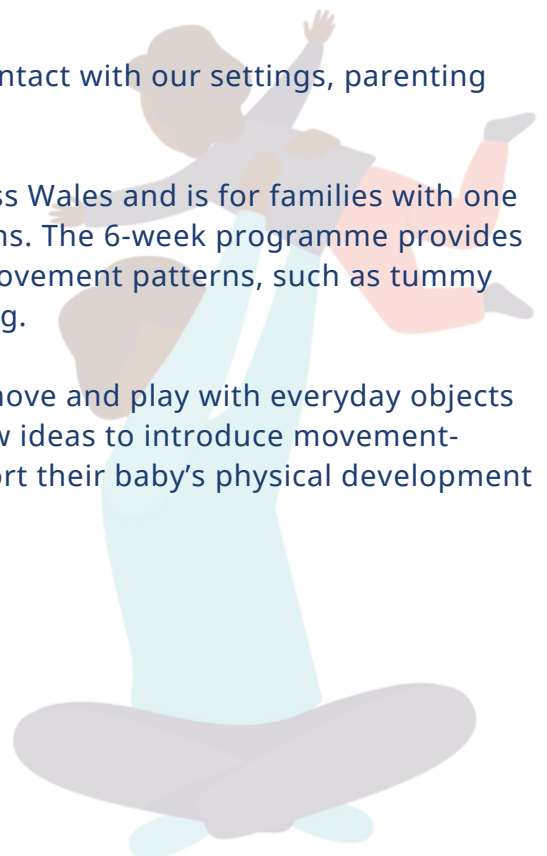 ntact with our settings, parenting
ss Wales and is for families with one
ns. The 6-week programme provides
ovement patterns, such as tummy
g.
nove and play with everyday objects
w ideas to introduce movement-
ort their baby’s physical development